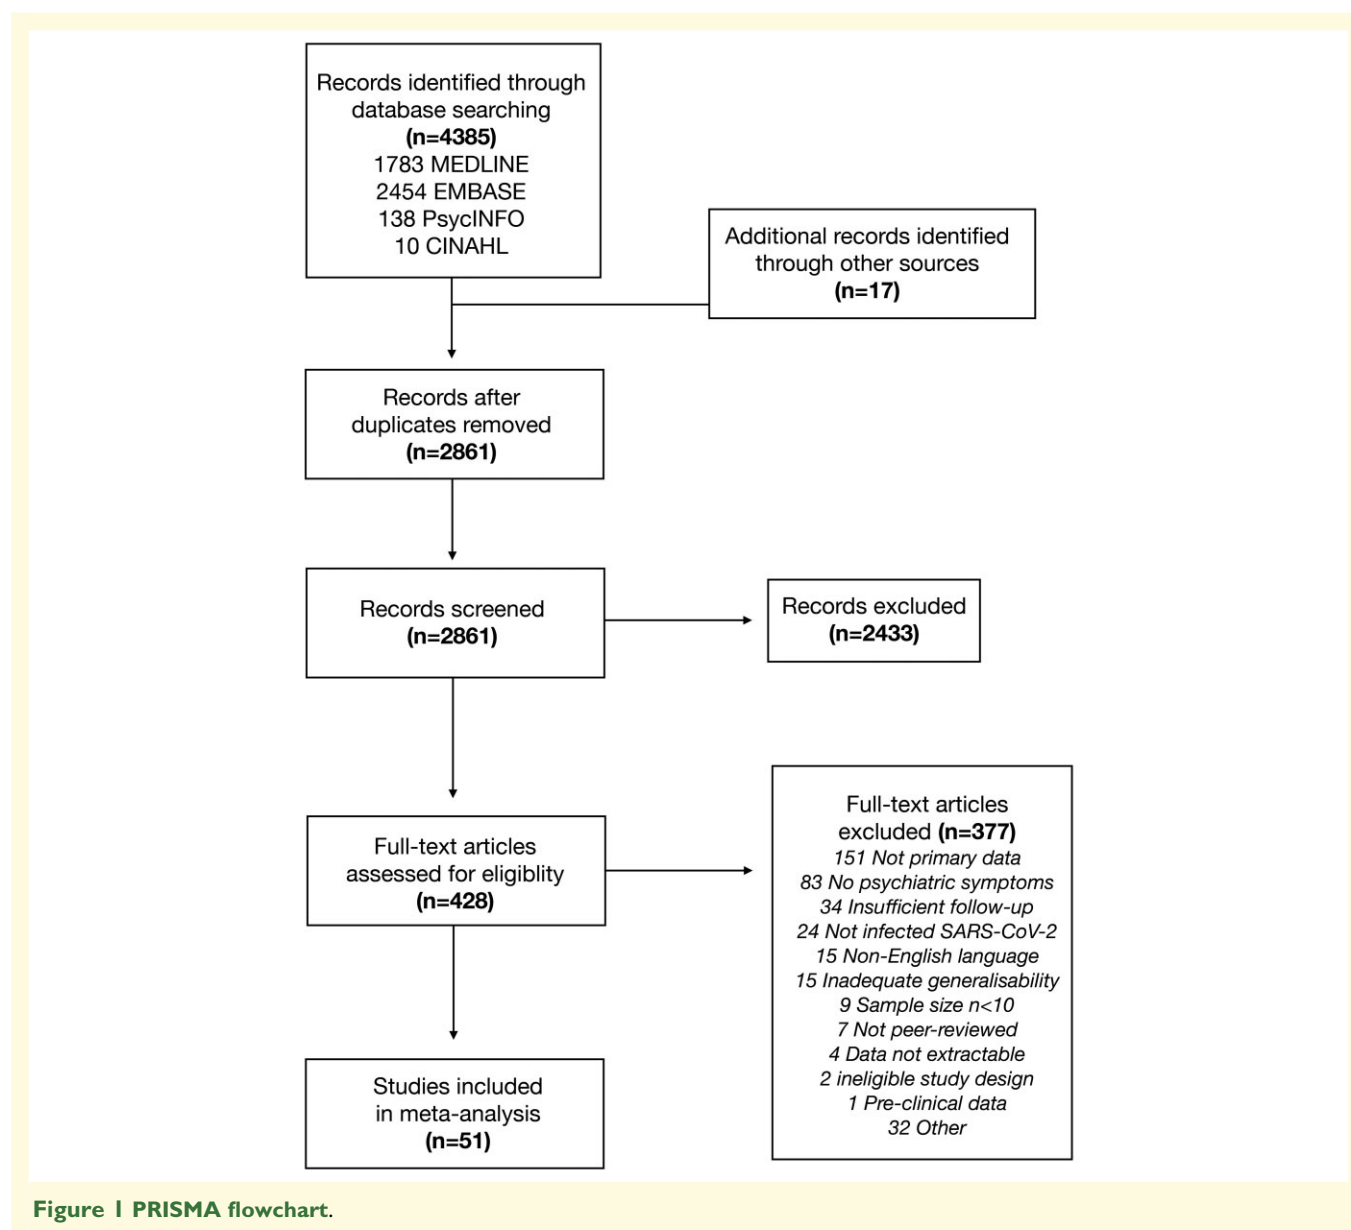 Records identified through
database searching
(n=4385)
1783 MEDLINE
2454 EMBASE
138 PsycINFO
10 CINAHL
Additional records identified
through other sources
(n=17)
Records after
duplicates removed
(n=2861)
Records screened
(n=2861)
Records excluded
(n=2433)
Full-text articles
assessed for eligiblity
(n=428)
Full-text articles
excluded (n=377)
151 Not primary data
83 No psychiatric symptoms
34 Insufficient follow-up
24 Not infected SARS-CoV-2
15 Non-English language
15 Inadequate generalisability
9 Sample size n<10
7 Not peer-reviewed
4 Data not extractable
2 ineligible study design
1 Pre-clinical data
32 Other
Studies included
in meta-analysis
(n=51)
Figure 1 PRISMA flowchart.